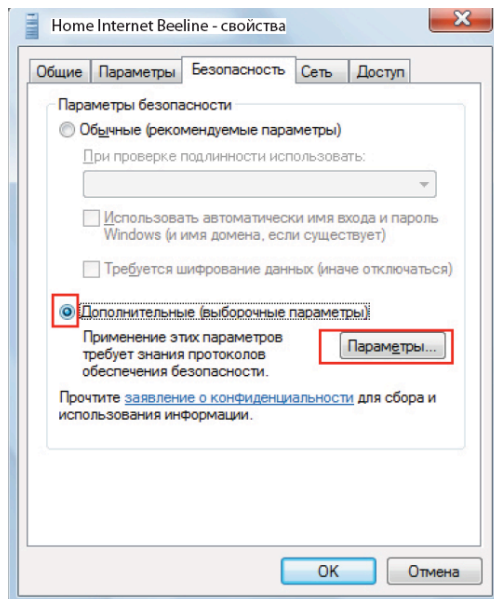 Home Internet Beeline - свойства
Общие Параметры Безопасность Сеть Доступ
Параметры безопасности
Обычные (рекомендуемые параметры)
При проверке подлинности использовать:
Использовать автоматически имя входа и пароль
Windows (и имя домена, если существует)
Требуется шифрование данных (иначе отключаться)
Дополнительные (выборочные параметры)
Применение этих параметров
требует знания протоколов
обеспечения безопасности.
Параметры...
Прочтите заявление о конфиденциальности для сбора и
использования информации.
OK Отмена